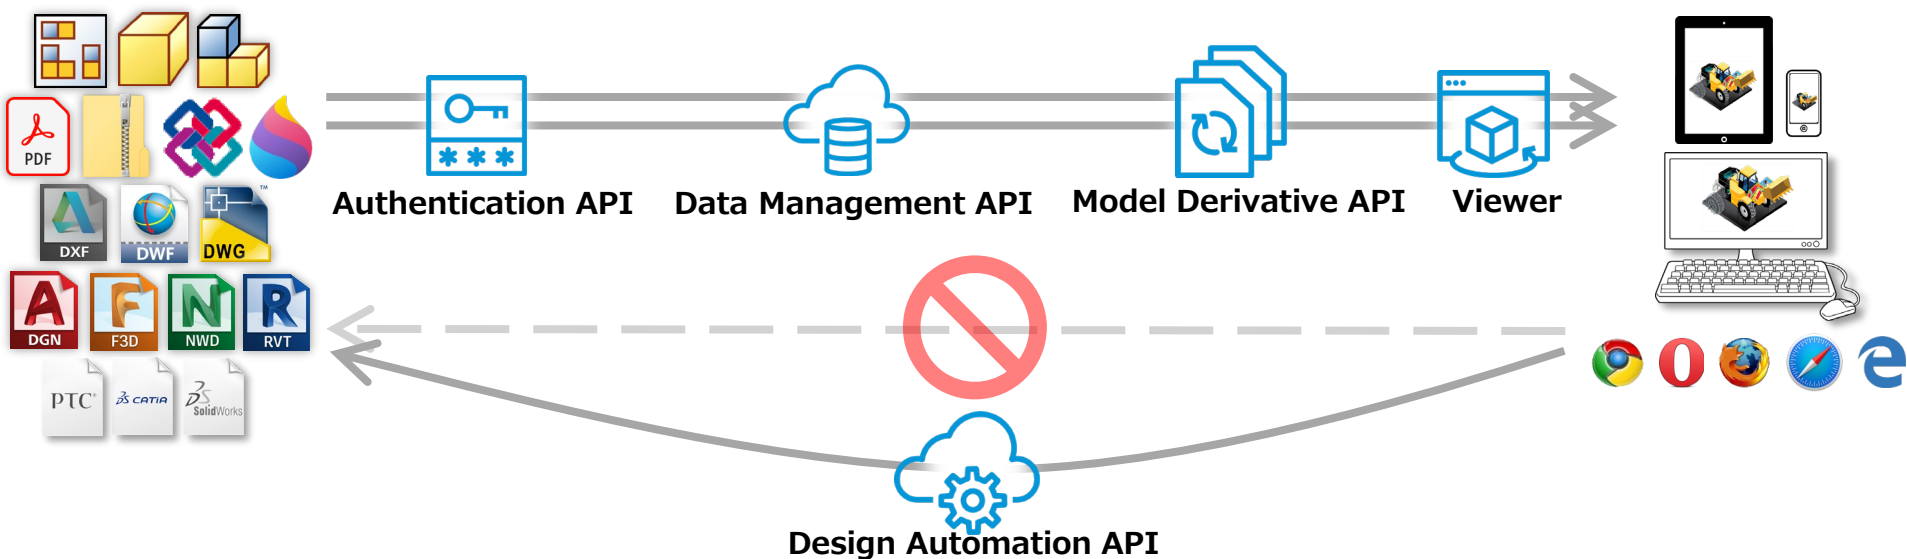 PDF
DXF
DWF
DWG
™
DGN
F3D
NWD
RVT
PTC®
CATIA
SolidWorks
Authentication API
Data Management API
Model Derivative API
Viewer
Design Automation API